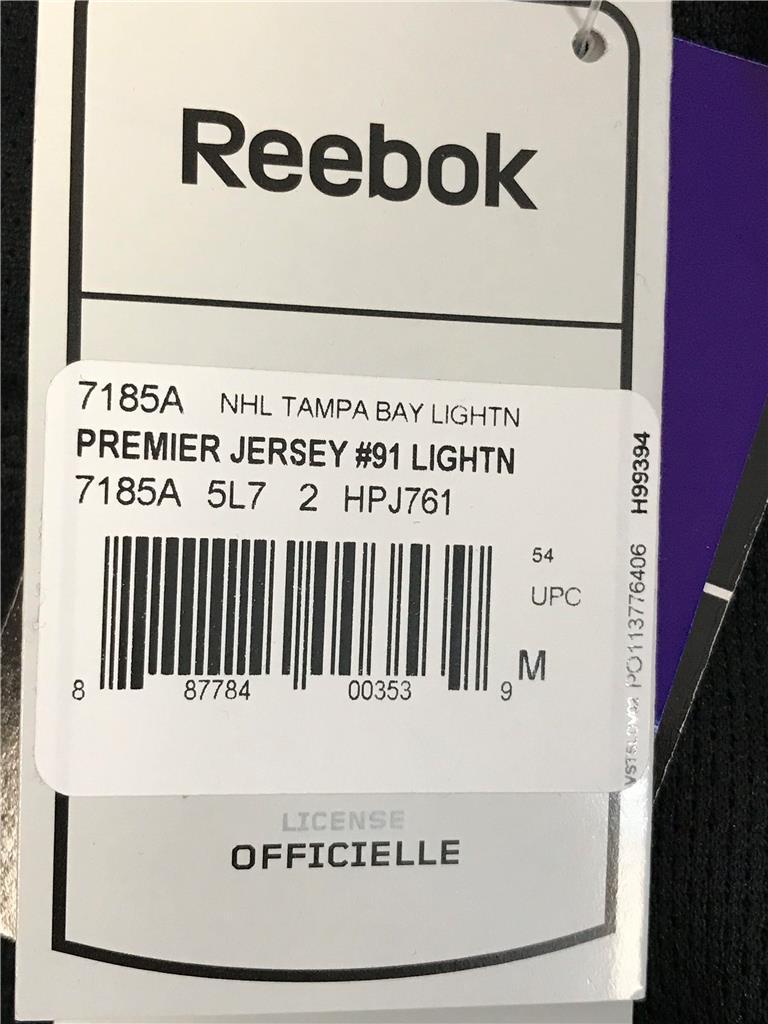 Reebok
7185A NHL TAMPA BAY LIGHTN
PREMIER JERSEY #91 LIGHTN
7185A 5L7 2 HPJ761
54
UPC
M
8 87784 00353 9
PO113776406 H99394
LICENSE
OFFICIELLE